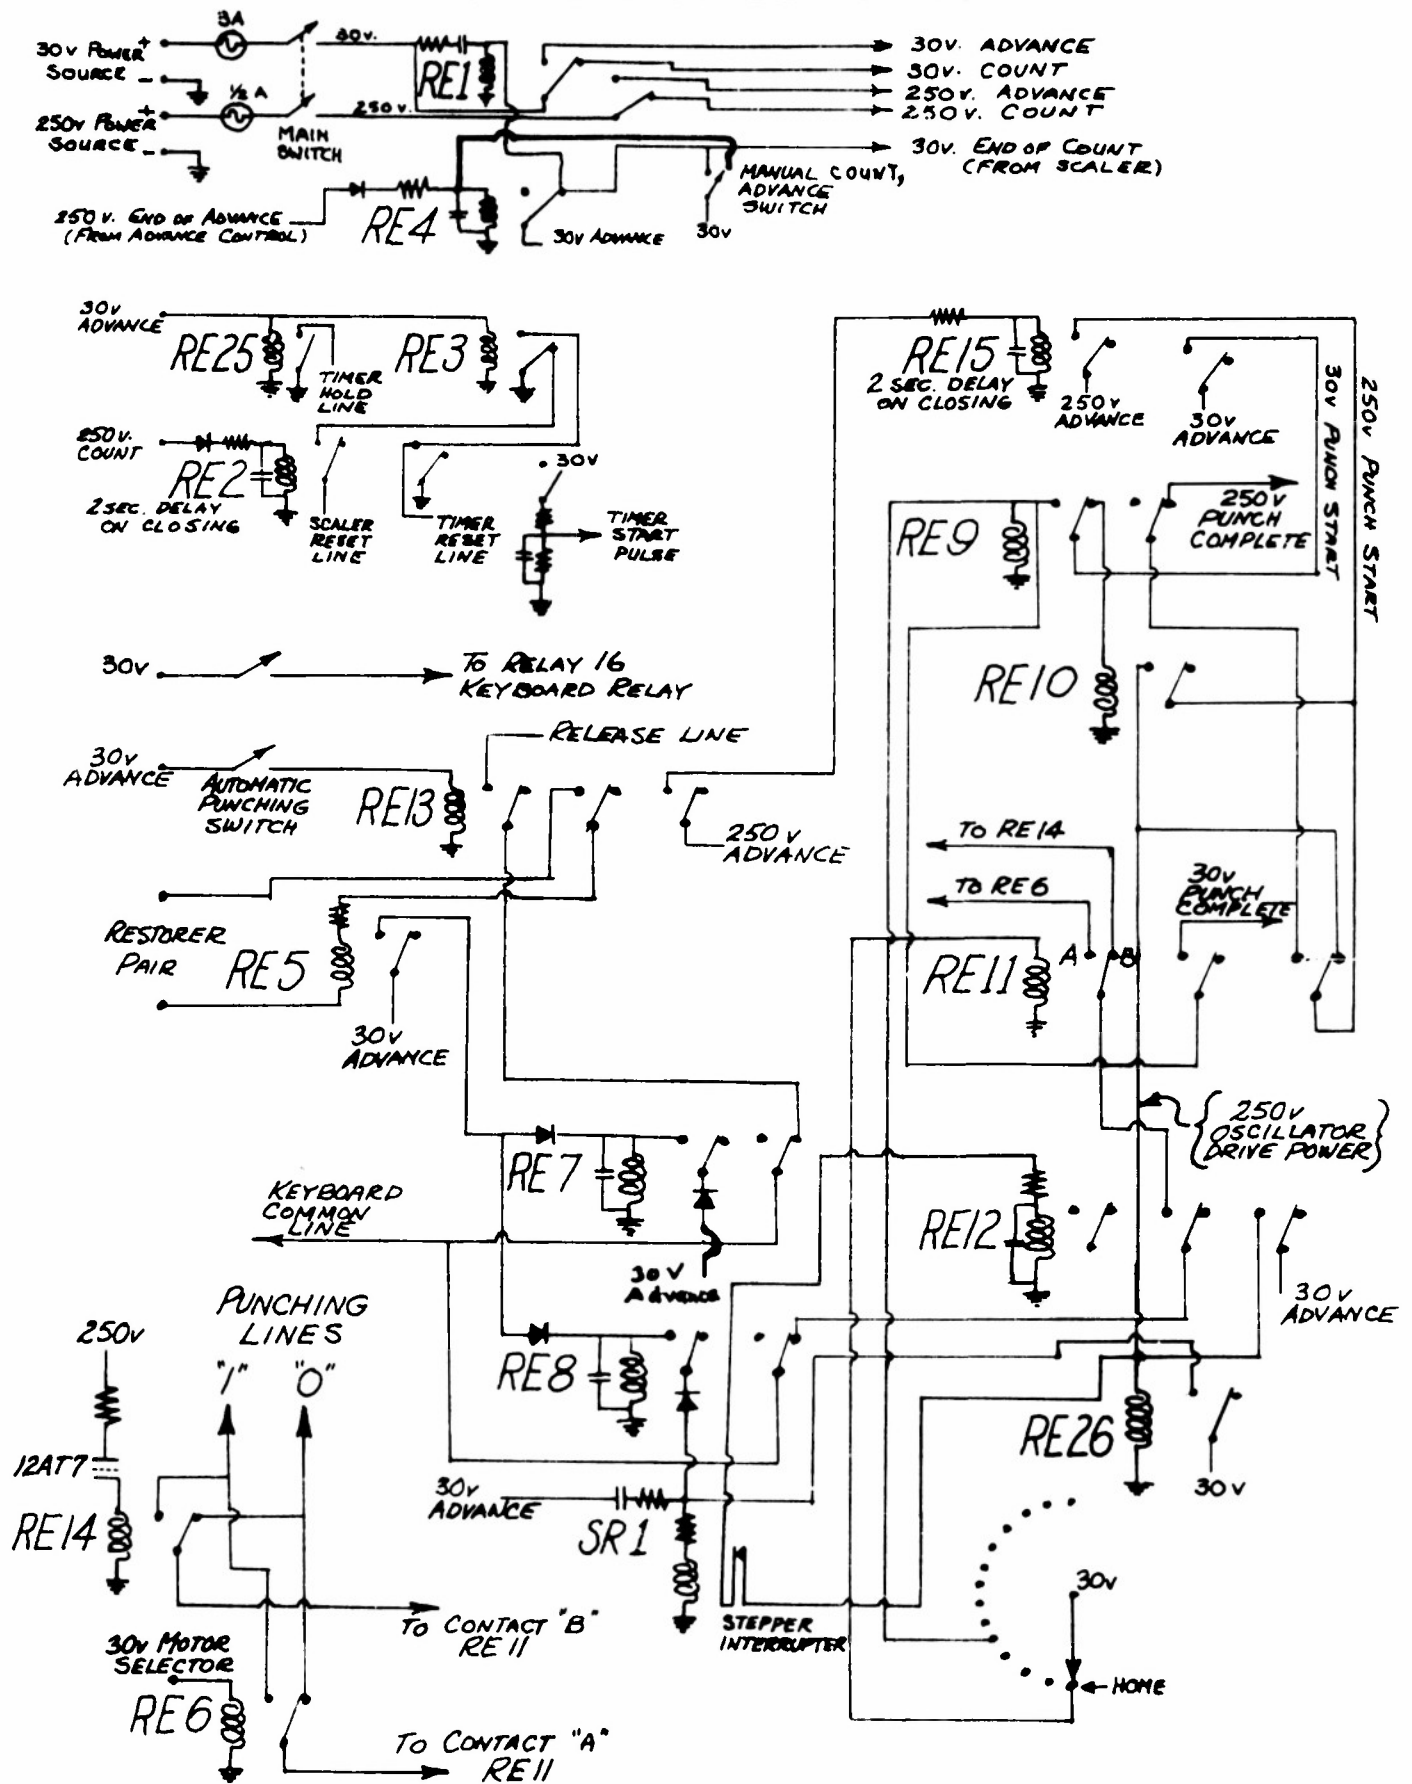 3A
30V POWER +
SOURCE -
30V.
RE1
30V. ADVANCE
30V. COUNT
250V. ADVANCE
250V. COUNT
1/2 A
250V POWER +
SOURCE -
250V.
MAIN
SWITCH
30V. END OF COUNT
(FROM SCALER)
MANUAL COUNT,
ADVANCE
SWITCH
250 V. END OF ADVANCE
(FROM ADVANCE CONTROL)
RE4
30V ADVANCE
30V
30V
ADVANCE
RE25
TIMER
HOLD
LINE
RE3
250V.
COUNT
RE2
2 SEC. DELAY
ON CLOSING
SCALER
RESET
LINE
TIMER
RESET
LINE
30V
TIMER
START
PULSE
RE15
2 SEC. DELAY
ON CLOSING
250V
ADVANCE
30V
ADVANCE
30V PUNCH START
250V PUNCH START
RE9
250V
PUNCH
COMPLETE
RE10
30V
TO RELAY 16
KEYBOARD RELAY
RELEASE LINE
30V
ADVANCE
AUTOMATIC
PUNCHING
SWITCH
RE13
250V
ADVANCE
RESTORER
PAIR
RE5
30V
ADVANCE
TO RE14
TO RE6
30V
PUNCH
COMPLETE
RE11
A
B
250V
OSCILLATOR
DRIVE POWER
RE7
KEYBOARD
COMMON
LINE
30V
Advance
RE12
30V
ADVANCE
PUNCHING
LINES
"1"
"0"
250V
12AT7
RE14
RE8
30V
ADVANCE
SR1
RE26
30V
TO CONTACT "B"
RE11
STEPPER
INTERRUPTER
30V
HOME
30V MOTOR
SELECTOR
RE6
TO CONTACT "A"
RE11